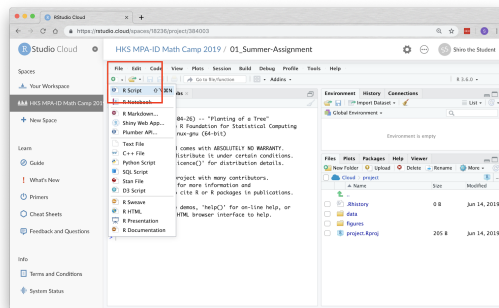 RStudio Cloud
https://rstudio.cloud/spaces/18236/project/384003
RStudio Cloud
HKS MPA-ID Math Camp 2019 / 01_Summer-Assignment
Shiro the Student
Spaces
Your Workspace
HKS MPA-ID Math Camp 201
New Space
Learn
Guide
What's New
Primers
Cheat Sheets
Feedback and Questions
Info
Terms and Conditions
System Status
File Edit Code View Plots Session Build Debug Profile Tools Help
Go to file/function
Addins
R 3.6.0
R Script
R Notebook
R Markdown...
Shiny Web App...
Plumber API...
Text File
C++ File
Python Script
SQL Script
Stan File
D3 Script
R Sweave
R HTML
R Presentation
R Documentation
04-26) -- "Planting of a Tree"
R Foundation for Statistical Computing
nux-gnu (64-bit)
comes with ABSOLUTELY NO WARRANTY.
istribute it under certain conditions.
icence()' for distribution details.
roject with many contributors.
for more information and
cite R or R packages in publications.
demos, 'help()' for on-line help, or
HTML browser interface to help.
Environment History Connections
Import Dataset
List
Global Environment
Environment is empty
Files Plots Packages Help Viewer
New Folder Upload Delete Rename More
Cloud project
Name Size Modified
..
.Rhistory 0 B Jun 14, 2019
data
figures
project.Rproj 205 B Jun 14, 2019